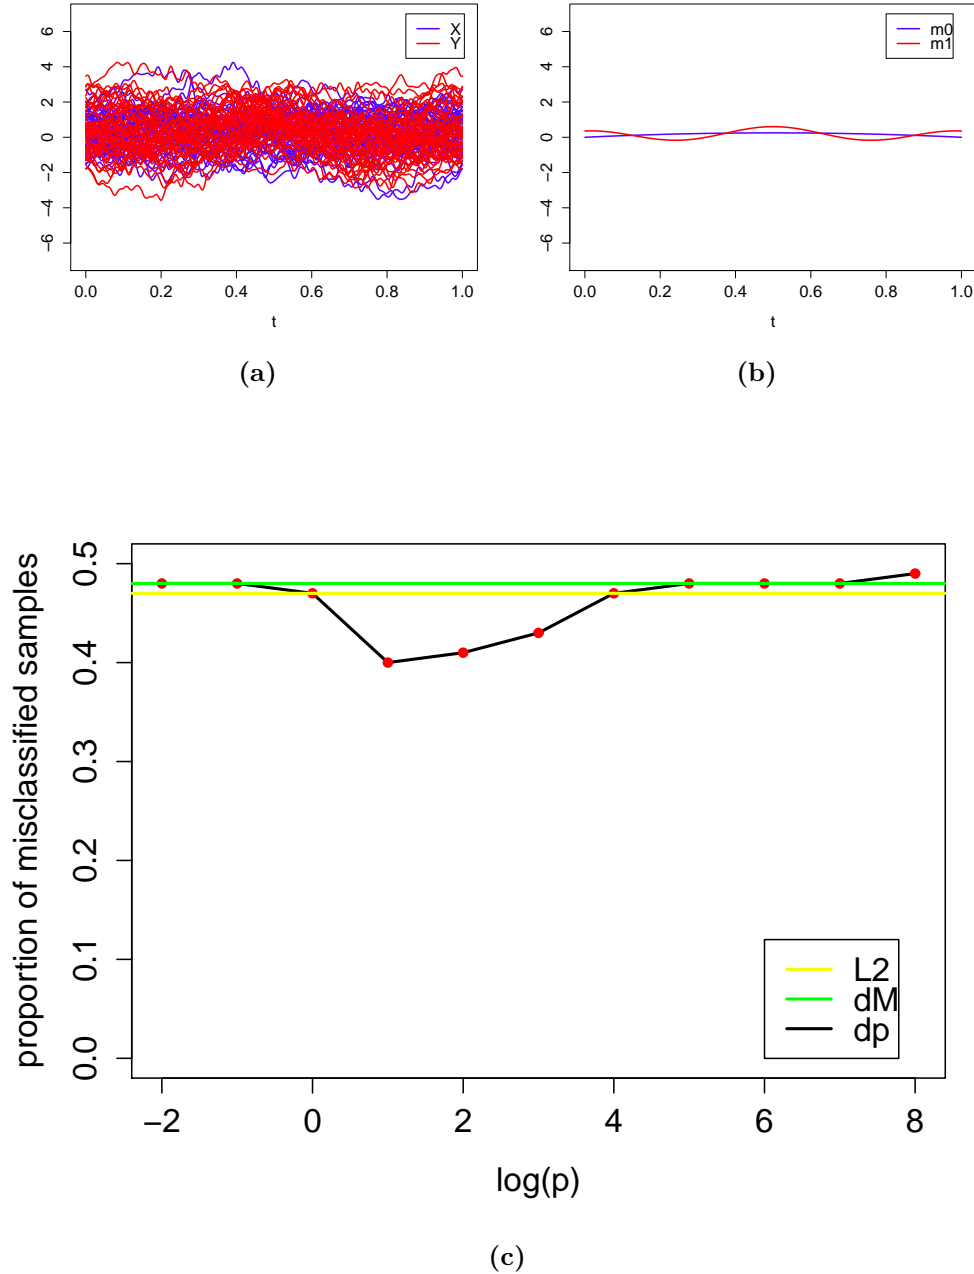 6
4
2
0
−2
−4
−6
X
Y
0.0 0.2 0.4 0.6 0.8 1.0
t
(a)
6
4
2
0
−2
−4
−6
m0
m1
0.0 0.2 0.4 0.6 0.8 1.0
t
(b)
proportion of misclassified samples
0.5
0.4
0.3
0.2
0.1
0.0
L2
dM
dp
−2 0 2 4 6 8
log(p)
(c)